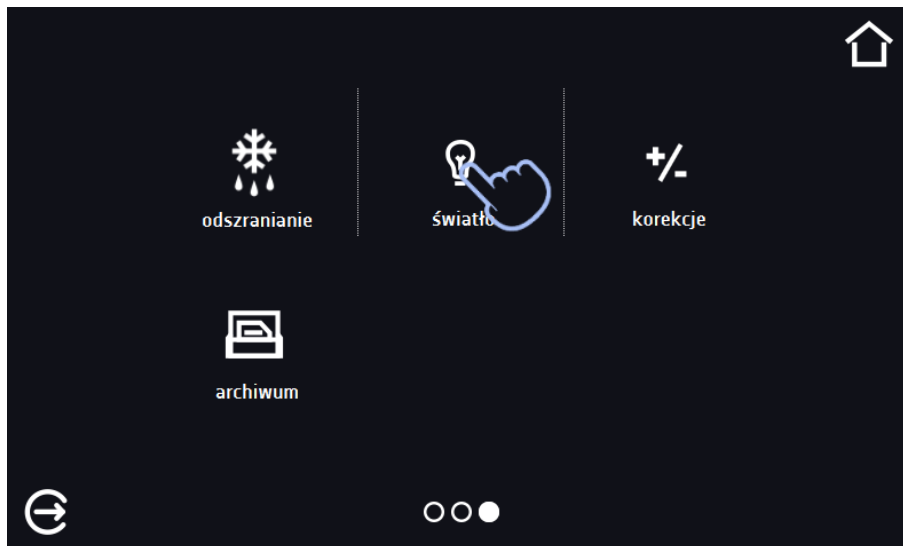 odszranianie
światło
korekcje
+/-
archiwum